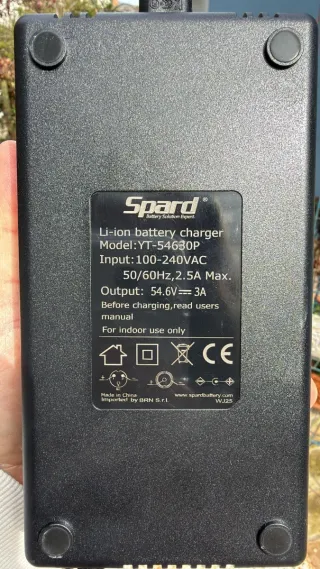 Spard®
Battery Solution Expert
Li-ion battery charger
Model:YT-54630P
Input:100-240VAC
50/60Hz,2.5A Max.
Output: 54.6V⎓3A
Before charging,read users
manual
For indoor use only
CE
Made in China
Imported by BRN S.r.l.
www.spardbattery.com
WJ25